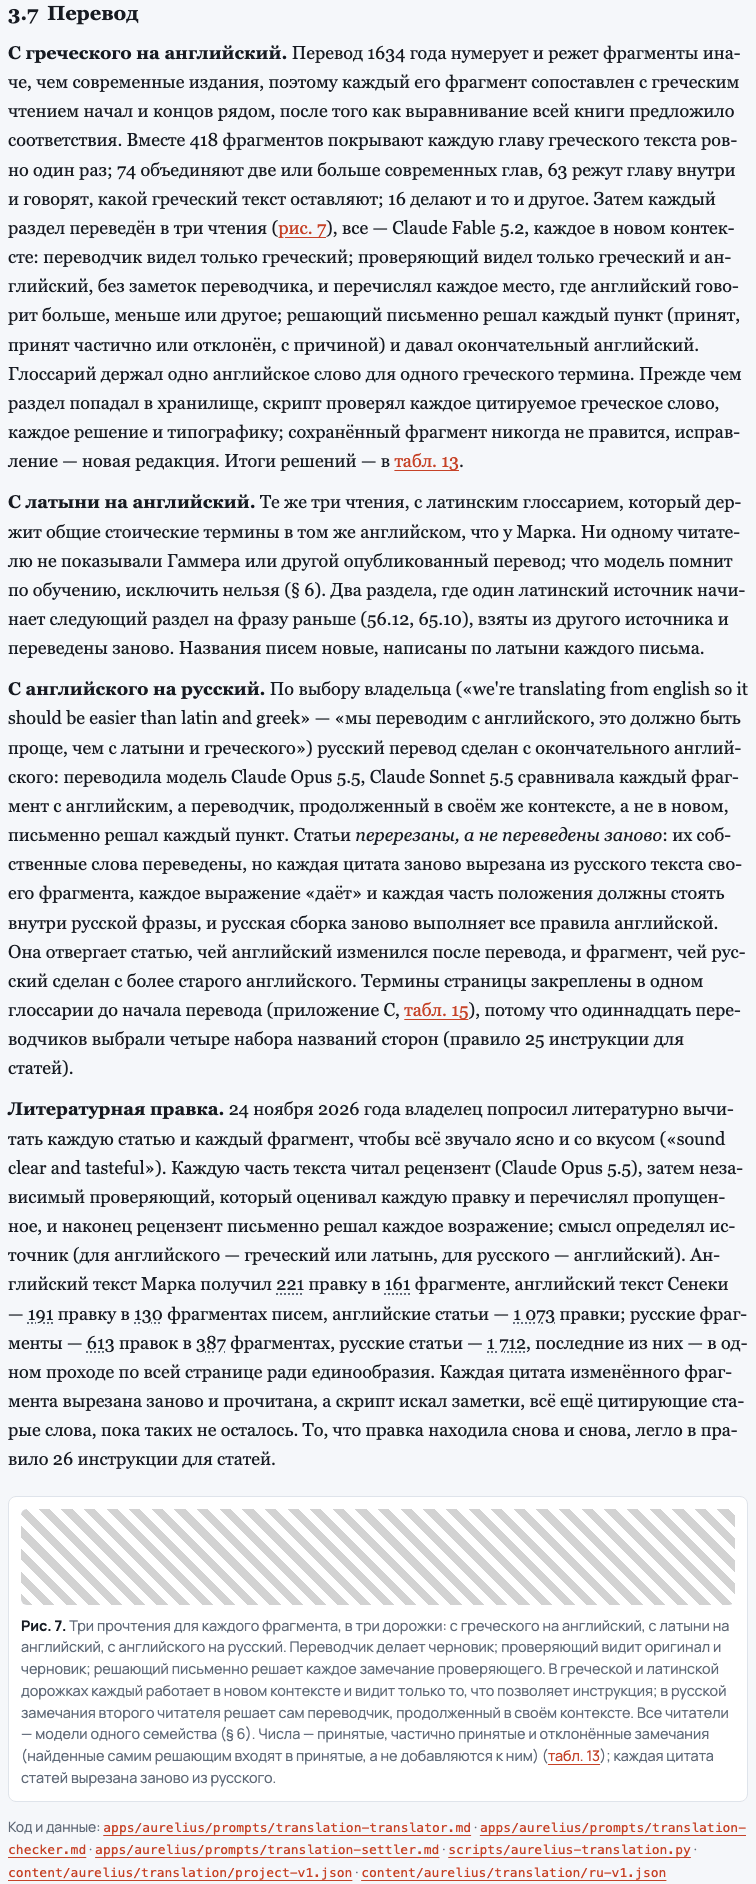 3.7 Перевод
С греческого на английский. Перевод 1634 года нумерует и режет фрагменты ина-
че, чем современные издания, поэтому каждый его фрагмент сопоставлен с греческим
чтением начал и концов рядом, после того как выравнивание всей книги предложило
соответствия. Вместе 418 фрагментов покрывают каждую главу греческого текста ров-
но один раз; 74 объединяют две или больше современных глав, 63 режут главу внутри
и говорят, какой греческий текст оставляют; 16 делают и то и другое. Затем каждый
раздел переведён в три чтения (рис. 7), все — Claude Fable 5.2, каждое в новом контек-
сте: переводчик видел только греческий; проверяющий видел только греческий и ан-
глийский, без заметок переводчика, и перечислял каждое место, где английский гово-
рит больше, меньше или другое; решающий письменно решал каждый пункт (принят,
принят частично или отклонён, с причиной) и давал окончательный английский.
Глоссарий держал одно английское слово для одного греческого термина. Прежде чем
раздел попадал в хранилище, скрипт проверял каждое цитируемое греческое слово,
каждое решение и типографику; сохранённый фрагмент никогда не правится, исправ-
ление — новая редакция. Итоги решений — в табл. 13.
С латыни на английский. Те же три чтения, с латинским глоссарием, который дер-
жит общие стоические термины в том же английском, что у Марка. Ни одному читате-
лю не показывали Гаммера или другой опубликованный перевод; что модель помнит
по обучению, исключить нельзя (§ 6). Два раздела, где один латинский источник начи-
нает следующий раздел на фразу раньше (56.12, 65.10), взяты из другого источника и
переведены заново. Названия писем новые, написаны по латыни каждого письма.
С английского на русский. По выбору владельца («we're translating from english so it
should be easier than latin and greek» — «мы переводим с английского, это должно быть
проще, чем с латыни и греческого») русский перевод сделан с окончательного англий-
ского: переводила модель Claude Opus 5.5, Claude Sonnet 5.5 сравнивала каждый фраг-
мент с английским, а переводчик, продолженный в своём же контексте, а не в новом,
письменно решал каждый пункт. Статьи перерезаны, а не переведены заново: их соб-
ственные слова переведены, но каждая цитата заново вырезана из русского текста сво-
его фрагмента, каждое выражение «даёт» и каждая часть положения должны стоять
внутри русской фразы, и русская сборка заново выполняет все правила английской.
Она отвергает статью, чей английский изменился после перевода, и фрагмент, чей рус-
ский сделан с более старого английского. Термины страницы закреплены в одном
глоссарии до начала перевода (приложение C, табл. 15), потому что одиннадцать пере-
водчиков выбрали четыре набора названий сторон (правило 25 инструкции для
статей).
Литературная правка. 24 ноября 2026 года владелец попросил литературно вычи-
тать каждую статью и каждый фрагмент, чтобы всё звучало ясно и со вкусом («sound
clear and tasteful»). Каждую часть текста читал рецензент (Claude Opus 5.5), затем неза-
висимый проверяющий, который оценивал каждую правку и перечислял пропущен-
ное, и наконец рецензент письменно решал каждое возражение; смысл определял ис-
точник (для английского — греческий или латынь, для русского — английский). Ан-
глийский текст Марка получил 221 правку в 161 фрагменте, английский текст Сенеки
— 191 правку в 130 фрагментах писем, английские статьи — 1 073 правки; русские фраг-
менты — 613 правок в 387 фрагментах, русские статьи — 1 712, последние из них — в од-
ном проходе по всей странице ради единообразия. Каждая цитата изменённого фраг-
мента вырезана заново и прочитана, а скрипт искал заметки, всё ещё цитирующие ста-
рые слова, пока таких не осталось. То, что правка находила снова и снова, легло в пра-
вило 26 инструкции для статей.
Рис. 7. Три прочтения для каждого фрагмента, в три дорожки: с греческого на английский, с латыни на
английский, с английского на русский. Переводчик делает черновик; проверяющий видит оригинал и
черновик; решающий письменно решает каждое замечание проверяющего. В греческой и латинской
дорожках каждый работает в новом контексте и видит только то, что позволяет инструкция; в русской
замечания второго читателя решает сам переводчик, продолженный в своём контексте. Все читатели
— модели одного семейства (§ 6). Числа — принятые, частично принятые и отклонённые замечания
(найденные самим решающим входят в принятые, а не добавляются к ним) (табл. 13); каждая цитата
статей вырезана заново из русского.
Код и данные: apps/aurelius/prompts/translation-translator.md · apps/aurelius/prompts/translation-
checker.md · apps/aurelius/prompts/translation-settler.md · scripts/aurelius-translation.py ·
content/aurelius/translation/project-v1.json · content/aurelius/translation/ru-v1.json